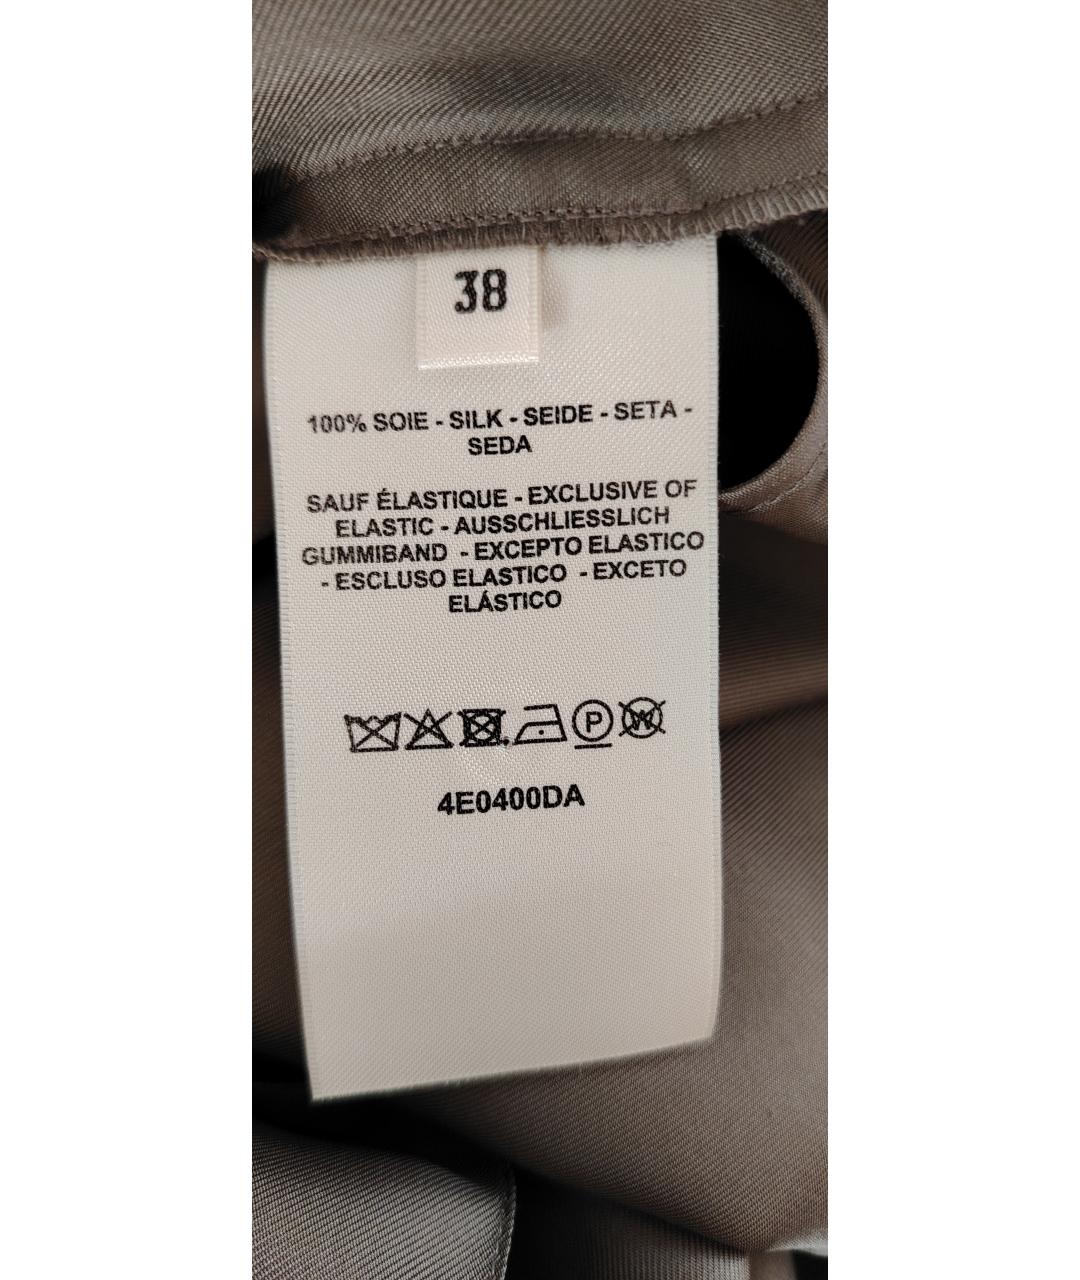 38
100% SOIE - SILK - SEIDE - SETA -
SEDA
SAUF ÉLASTIQUE - EXCLUSIVE OF
ELASTIC - AUSSCHLIESSLICH
GUMMIBAND - EXCEPTO ELASTICO
- ESCLUSO ELASTICO - EXCETO
ELÁSTICO
P W
4E0400DA